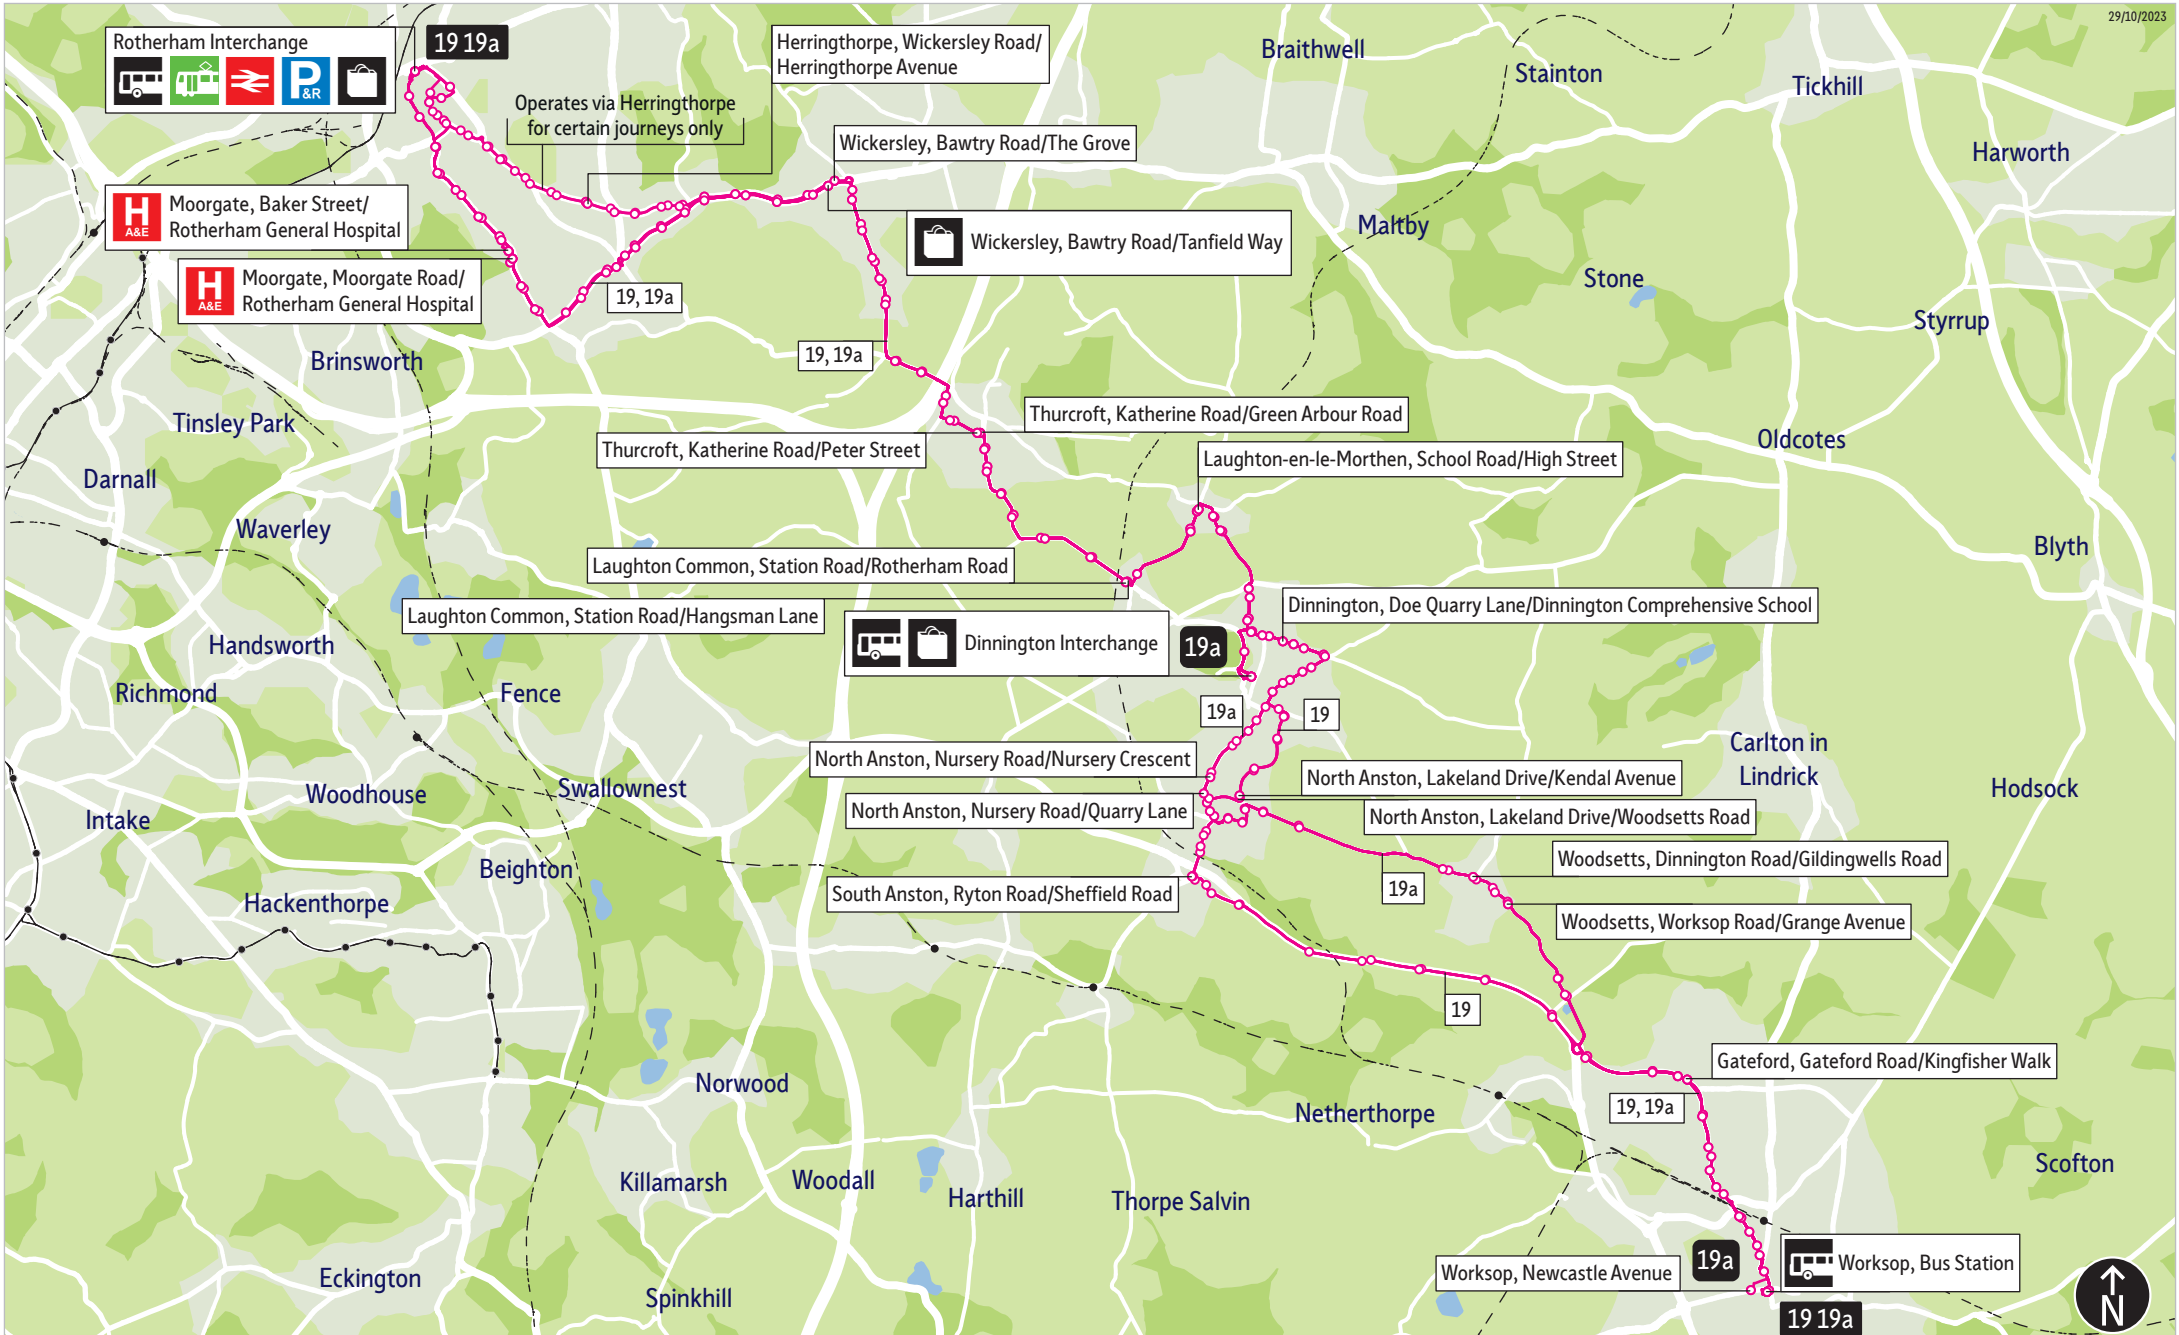 29/10/2023
Rotherham Interchange
P
&R
19 19a
Herringthorpe, Wickersley Road/
Herringthorpe Avenue
Operates via Herringthorpe
for certain journeys only
Braithwell
Stainton
Tickhill
Harworth
Wickersley, Bawtry Road/The Grove
H
A&E
Moorgate, Baker Street/
Rotherham General Hospital
Wickersley, Bawtry Road/Tanfield Way
Maltby
H
A&E
Moorgate, Moorgate Road/
Rotherham General Hospital
19, 19a
Stone
Styrrup
Brinsworth
19, 19a
Tinsley Park
Thurcroft, Katherine Road/Green Arbour Road
Thurcroft, Katherine Road/Peter Street
Oldcotes
Darnall
Laughton-en-le-Morthen, School Road/High Street
Waverley
Blyth
Laughton Common, Station Road/Rotherham Road
Laughton Common, Station Road/Hangsman Lane
Dinnington, Doe Quarry Lane/Dinnington Comprehensive School
Handsworth
Dinnington Interchange
19a
Richmond
Fence
19a
19
North Anston, Nursery Road/Nursery Crescent
Carlton in
Lindrick
North Anston, Lakeland Drive/Kendal Avenue
Woodhouse
Swallownest
Hodsock
Intake
North Anston, Nursery Road/Quarry Lane
North Anston, Lakeland Drive/Woodsetts Road
Beighton
Woodsetts, Dinnington Road/Gildingwells Road
19a
South Anston, Ryton Road/Sheffield Road
Hackenthorpe
Woodsetts, Worksop Road/Grange Avenue
19
Gateford, Gateford Road/Kingfisher Walk
Norwood
Netherthorpe
19, 19a
Scofton
Killamarsh
Woodall
Harthill
Thorpe Salvin
Eckington
Spinkhill
Worksop, Newcastle Avenue
19a
Worksop, Bus Station
19 19a
N